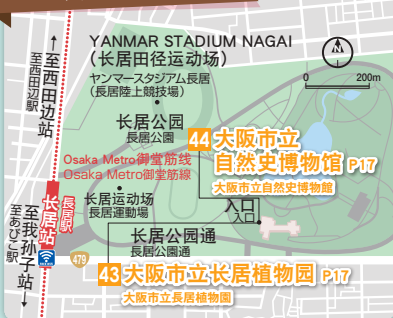 YANMAR STADIUM NAGAI
（长居田径运动场）
ヤンマースタジアム長居
（長居陸上競技場）
0 200m
←至西田边站
至西田辺駅
长居公园
長居公園
44 大阪市立
自然史博物馆 P17
大阪市立自然史博物館
Osaka Metro御堂筋线
Osaka Metro御堂筋線
长居运动场
長居運動場
入口
入口
長居駅
长居站
至我孙子站→
至あびこ駅
长居公园通
長居公園通
479
43 大阪市立长居植物园 P17
大阪市立長居植物園